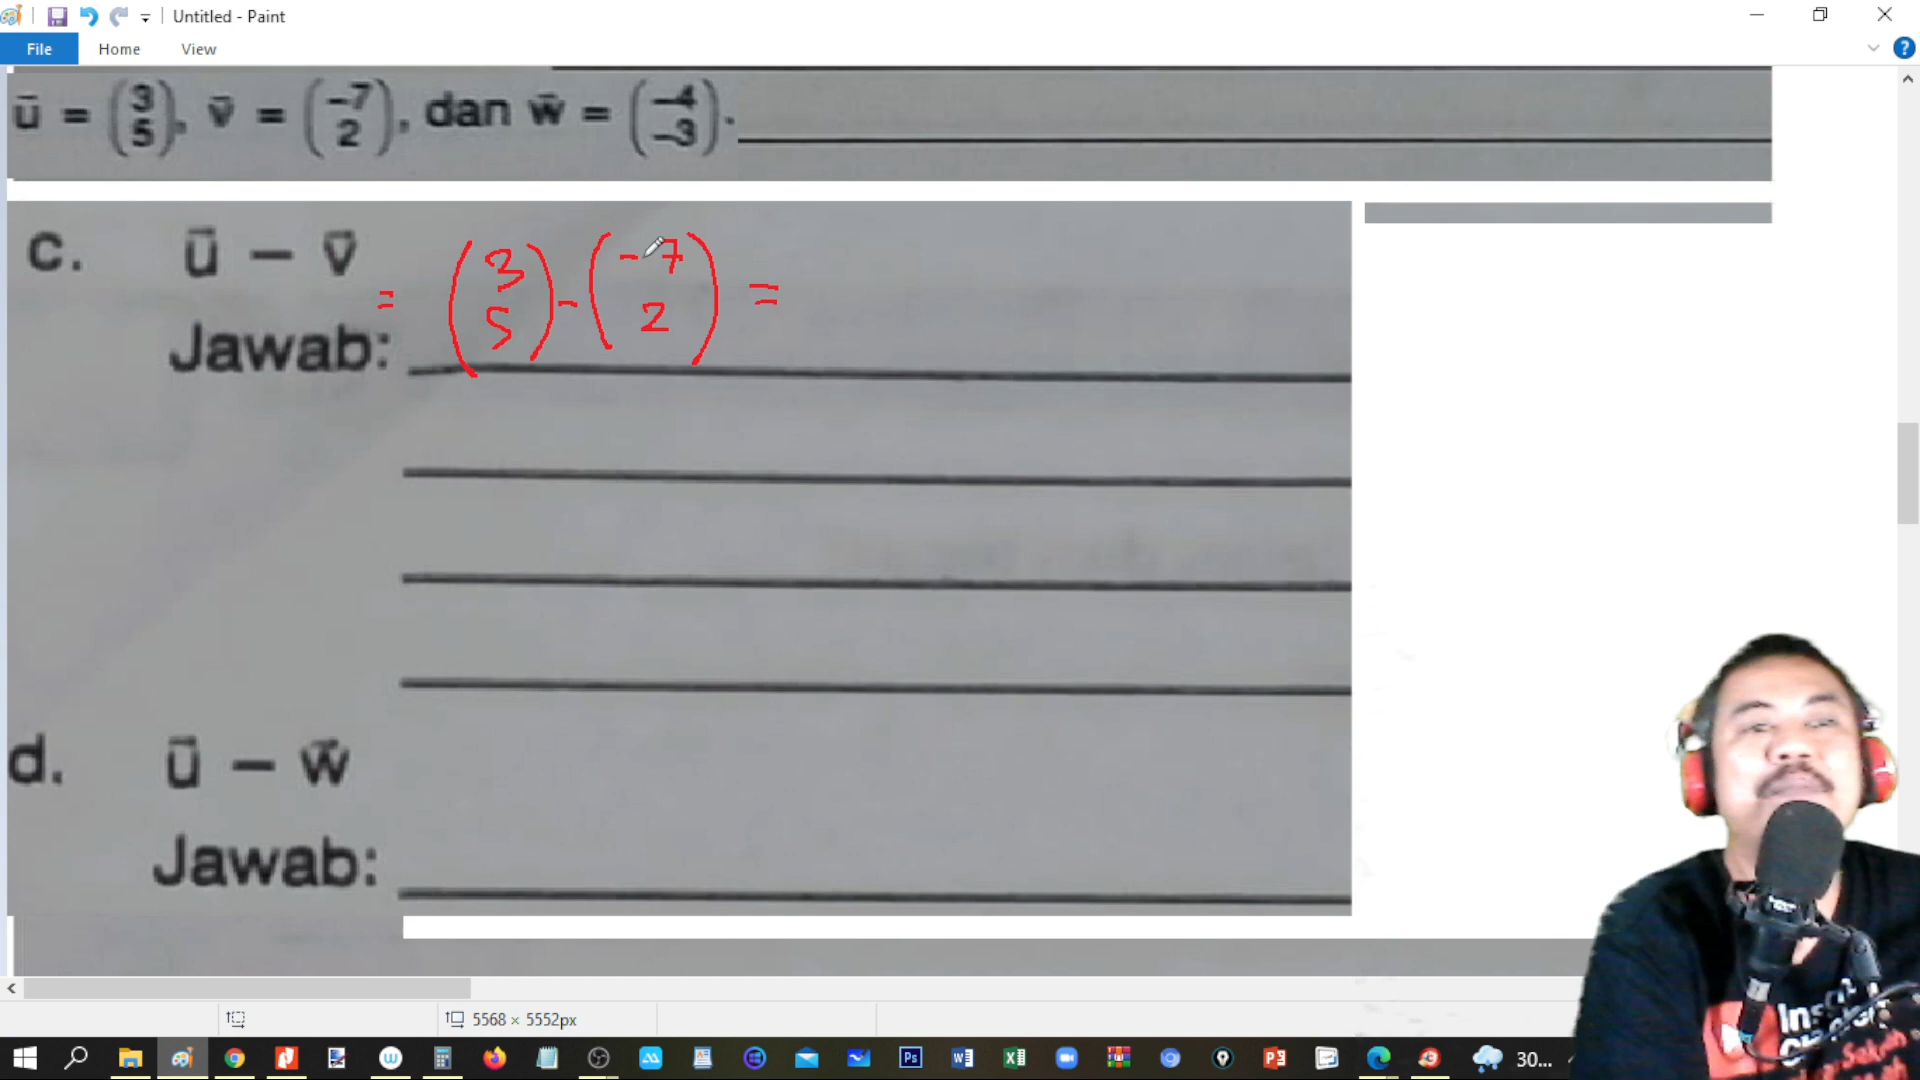 Untitled - Paint
File Home View
ū = (3 5), v̄ = (-7 2), dan w̄ = (-4 -3).
c. ū − v̄
= (3 5) - (-7 2) =
Jawab:
d. ū − w̄
Jawab:
5568 × 5552px
30...